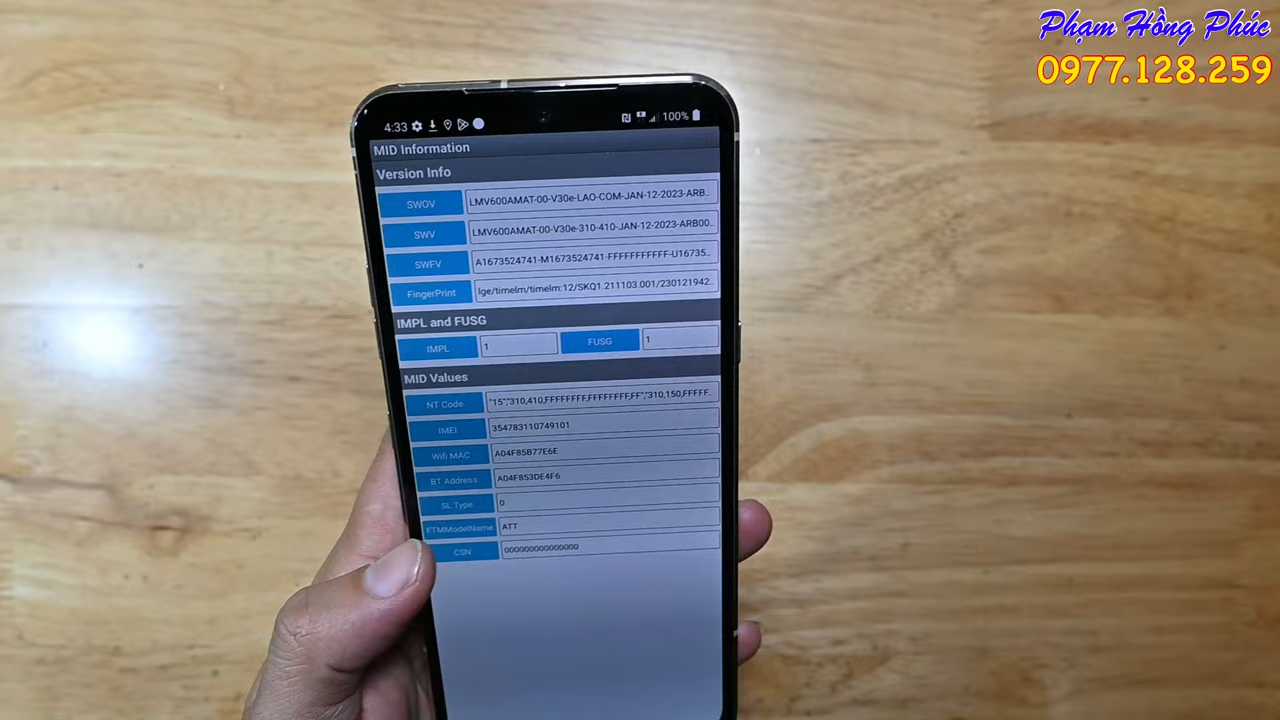 Phạm Hồng Phúc
0977.128.259
4:33 100%
MID Information
Version Info
SWOV LMV600AMAT-00-V30e-LAO-COM-JAN-12-2023-ARB..
SWV LMV600AMAT-00-V30e-310-410-JAN-12-2023-ARB00..
SWFV A1673524741-M1673524741-FFFFFFFFFFF-U16735..
FingerPrint lge/timelm/timelm:12/SKQ1.211103.001/230121942..
IMPL and FUSG
IMPL 1 FUSG 1
MID Values
NT Code "15","310,410,FFFFFFFF,FFFFFFFF,FF","310,150,FFFFF..
IMEI 354783110749101
Wifi MAC A04F85B77E6E
BT Address A04F853DE4F6
SL.Type 0
FTMModelName ATT
CSN 00000000000000